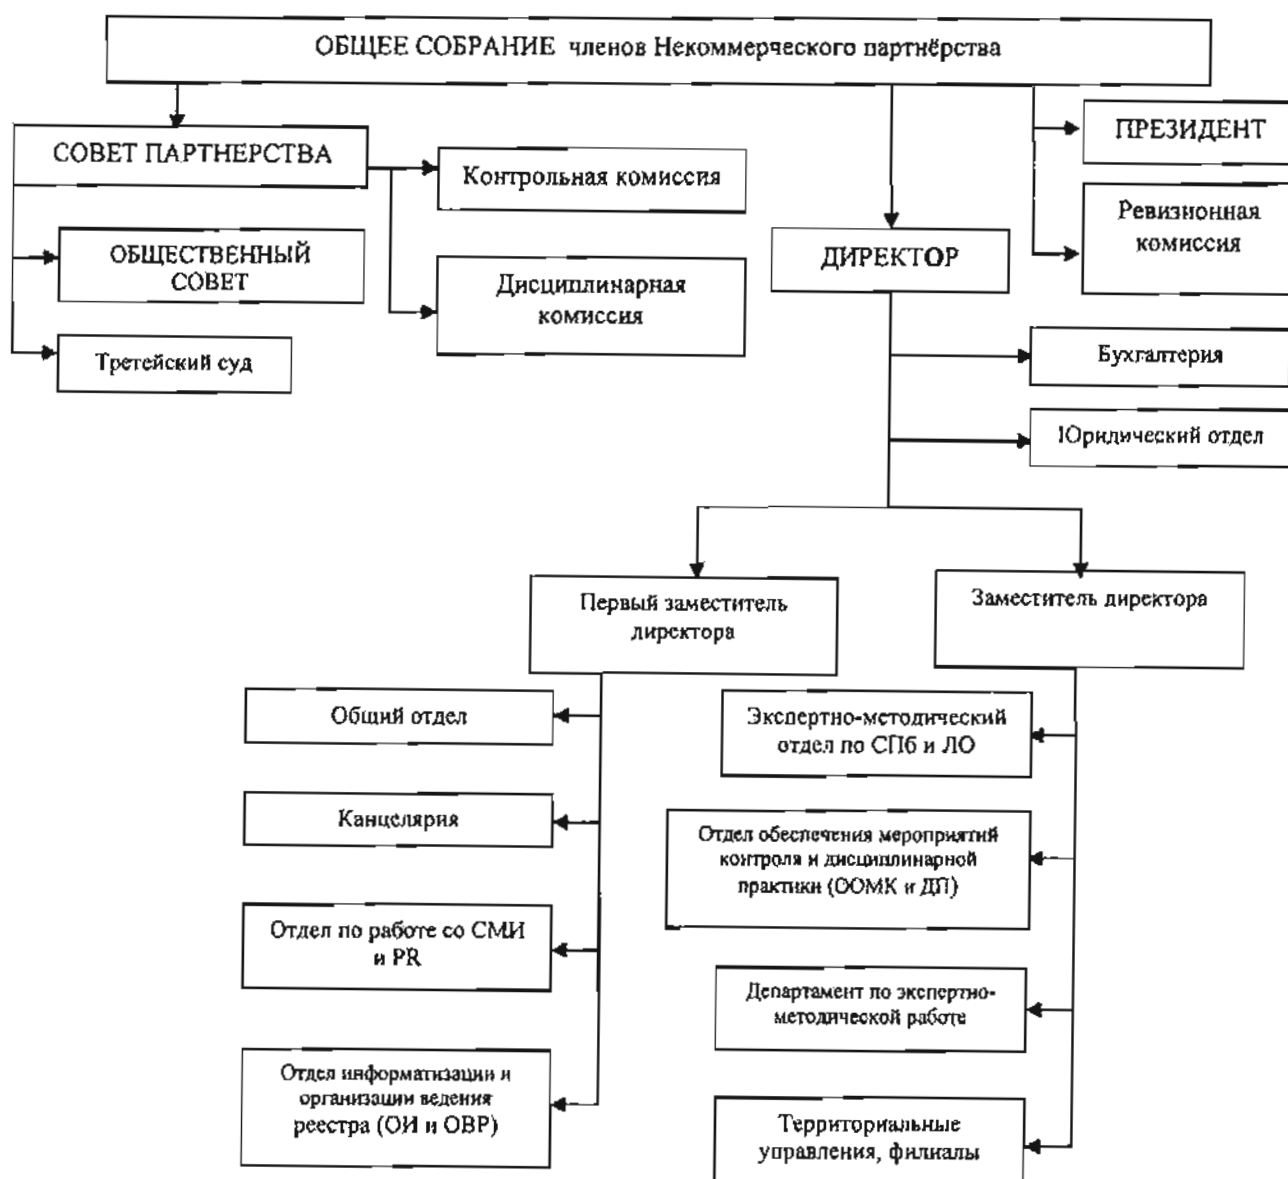 ОБЩЕЕ СОБРАНИЕ членов Некоммерческого партнёрства
СОВЕТ ПАРТНЕРСТВА
Контрольная комиссия
ПРЕЗИДЕНТ
Ревизионная
комиссия
ОБЩЕСТВЕННЫЙ
СОВЕТ
Дисциплинарная
комиссия
ДИРЕКТОР
Третейский суд
Бухгалтерия
Юридический отдел
Первый заместитель
директора
Заместитель директора
Общий отдел
Канцелярия
Отдел по работе со СМИ
и PR
Отдел информатизации и
организации ведения
реестра (ОИ и ОВР)
Экспертно-методический
отдел по СПб и ЛО
Отдел обеспечения мероприятий
контроля и дисциплинарной
практики (ООМК и ДП)
Департамент по экспертно-
методической работе
Территориальные
управления, филиалы